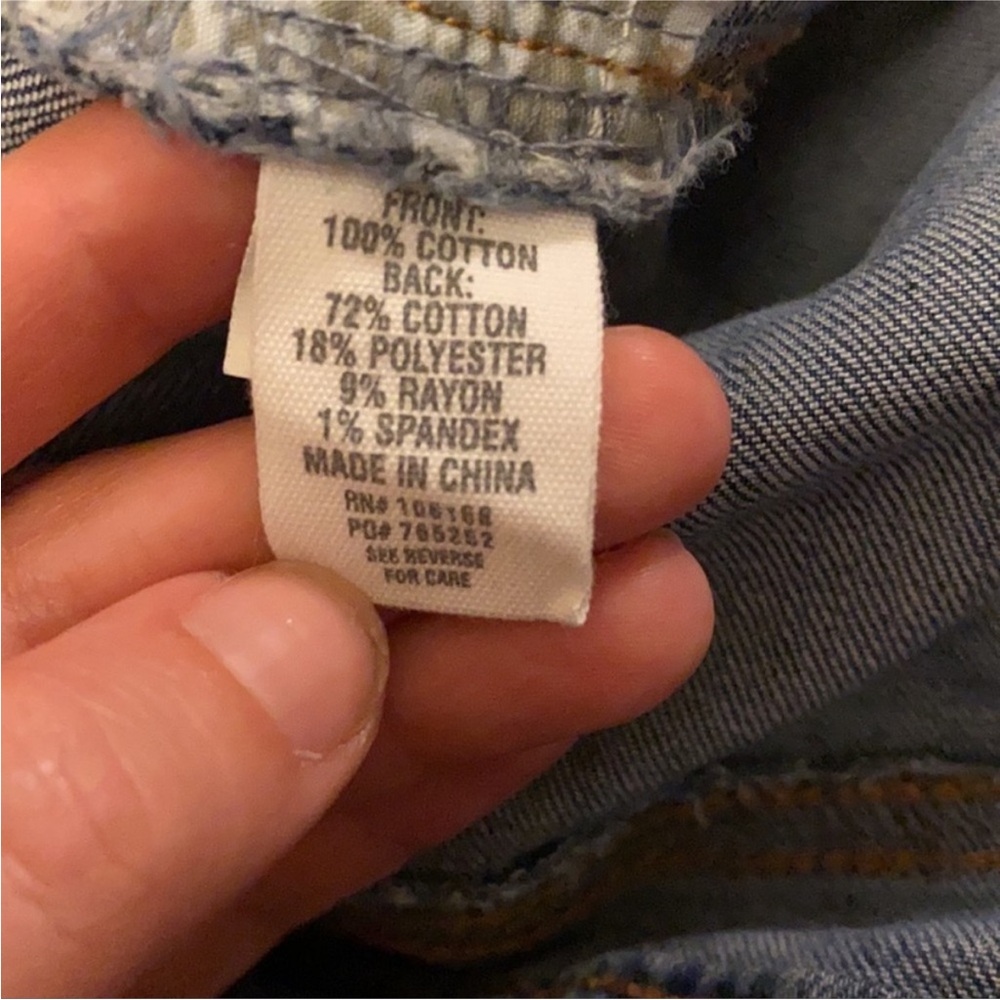 FRONT:
100% COTTON
BACK:
72% COTTON
18% POLYESTER
9% RAYON
1% SPANDEX
MADE IN CHINA
RN# 106168
PO# 765252
SEE REVERSE
FOR CARE